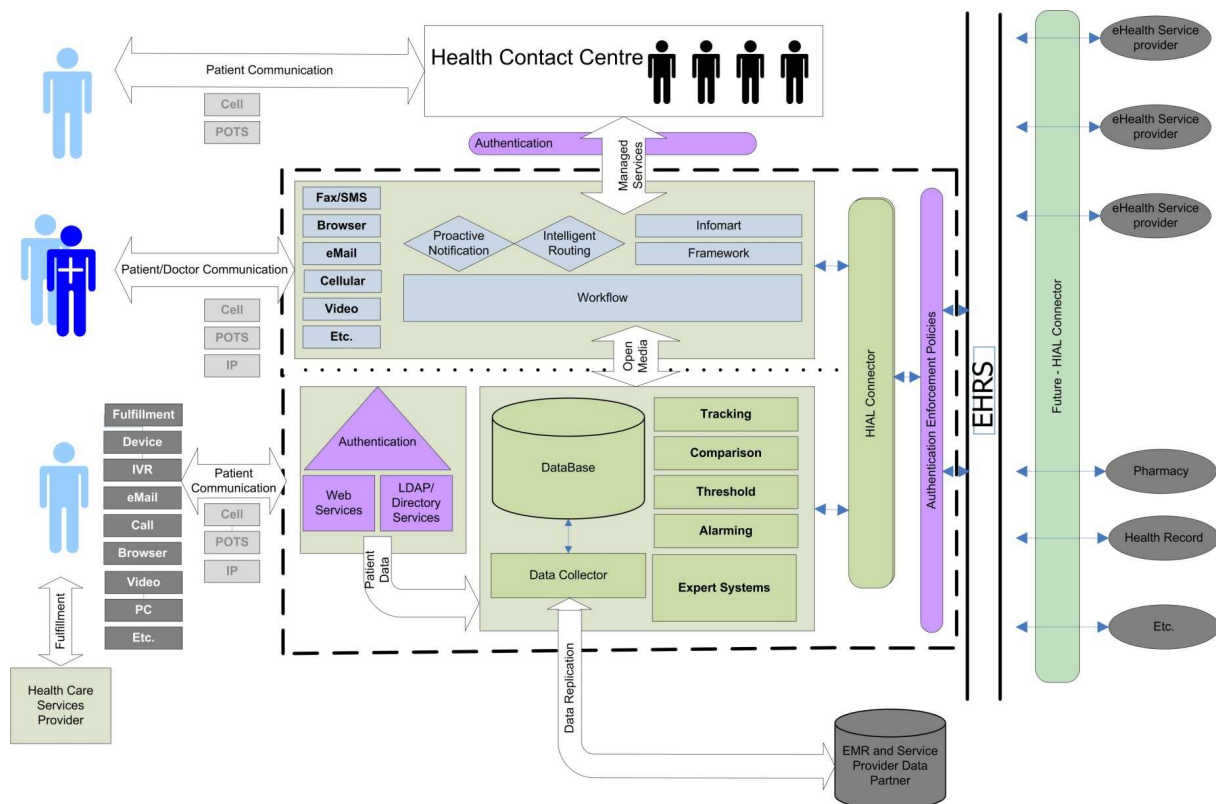 Health Contact Centre
Patient Communication
Cell
POTS
Authentication
Managed
Services
eHealth Service
provider
eHealth Service
provider
eHealth Service
provider
Fax/SMS
Browser
eMail
Cellular
Video
Etc.
Proactive
Notification
Intelligent
Routing
Infomart
Framework
Workflow
Patient/Doctor Communication
Cell
POTS
IP
Open
Media
HIAL Connector
Authentication Enforcement Policies
EHRS
Future - HIAL Connector
Fulfillment
Device
IVR
eMail
Call
Browser
Video
PC
Etc.
Patient
Communication
Cell
POTS
IP
Authentication
Web
Services
LDAP/
Directory
Services
Patient
Data
DataBase
Data Collector
Tracking
Comparison
Threshold
Alarming
Expert Systems
Pharmacy
Health Record
Etc.
Fulfillment
Health Care
Services
Provider
Data Replication
EMR and Service
Provider Data
Partner